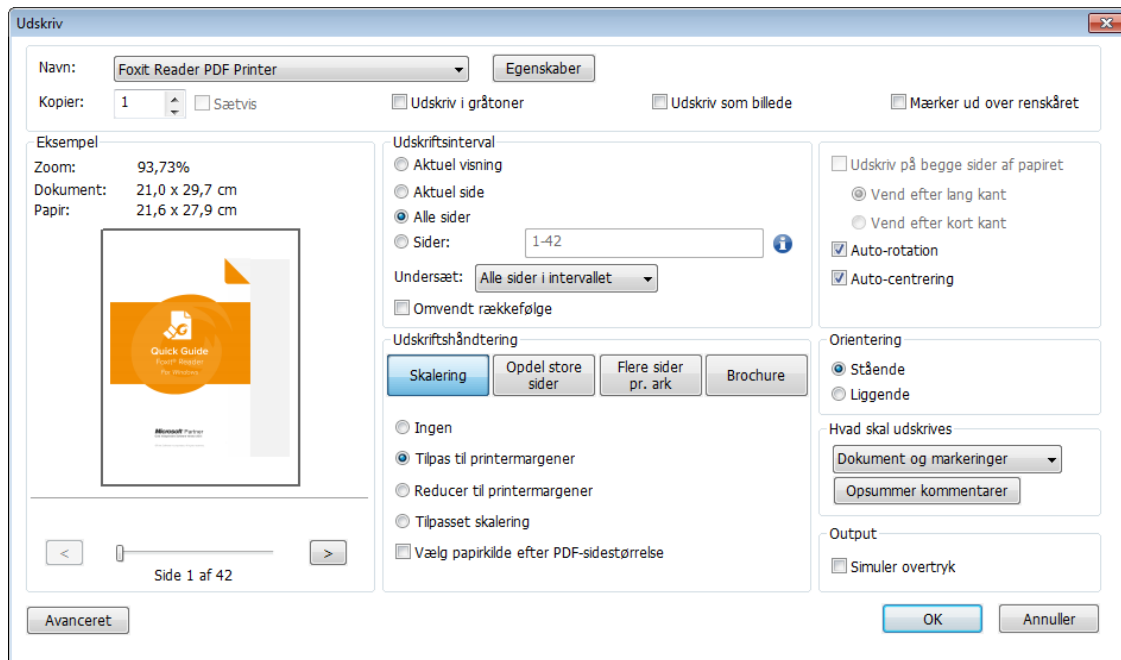 Udskriv
Navn: Foxit Reader PDF Printer Egenskaber
Kopier: 1 Sætvis Udskriv i gråtoner Udskriv som billede Mærker ud over renskåret
Eksempel
Zoom: 93,73%
Dokument: 21,0 x 29,7 cm
Papir: 21,6 x 27,9 cm
Quick Guide
Foxit® Reader
For Windows
Microsoft Partner
< >
Side 1 af 42
Udskriftsinterval
Aktuel visning
Aktuel side
Alle sider
Sider: 1-42
Undersæt: Alle sider i intervallet
Omvendt rækkefølge
Udskriftshåndtering
Skalering
Opdel store
sider
Flere sider
pr. ark
Brochure
Ingen
Tilpas til printermargener
Reducer til printermargener
Tilpasset skalering
Vælg papirkilde efter PDF-sidestørrelse
Udskriv på begge sider af papiret
Vend efter lang kant
Vend efter kort kant
Auto-rotation
Auto-centrering
Orientering
Stående
Liggende
Hvad skal udskrives
Dokument og markeringer
Opsummer kommentarer
Output
Simuler overtryk
Avanceret OK Annuller